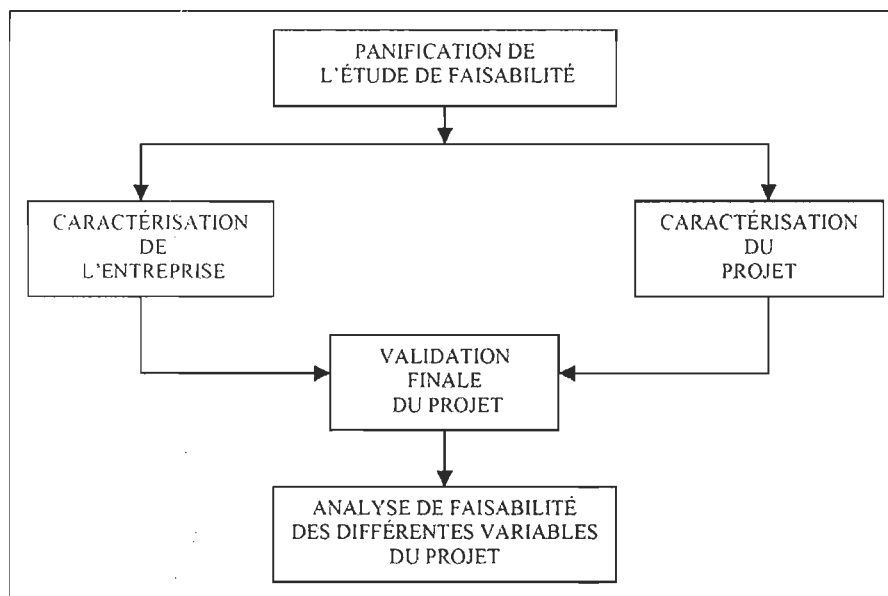 PANIFICATION DE
L'ÉTUDE DE FAISABILITÉ
CARACTÉRISATION
DE
L'ENTREPRISE
CARACTÉRISATION
DU
PROJET
VALIDATION
FINALE
DU PROJET
ANALYSE DE FAISABILITÉ
DES DIFFÉRENTES VARIABLES
DU PROJET